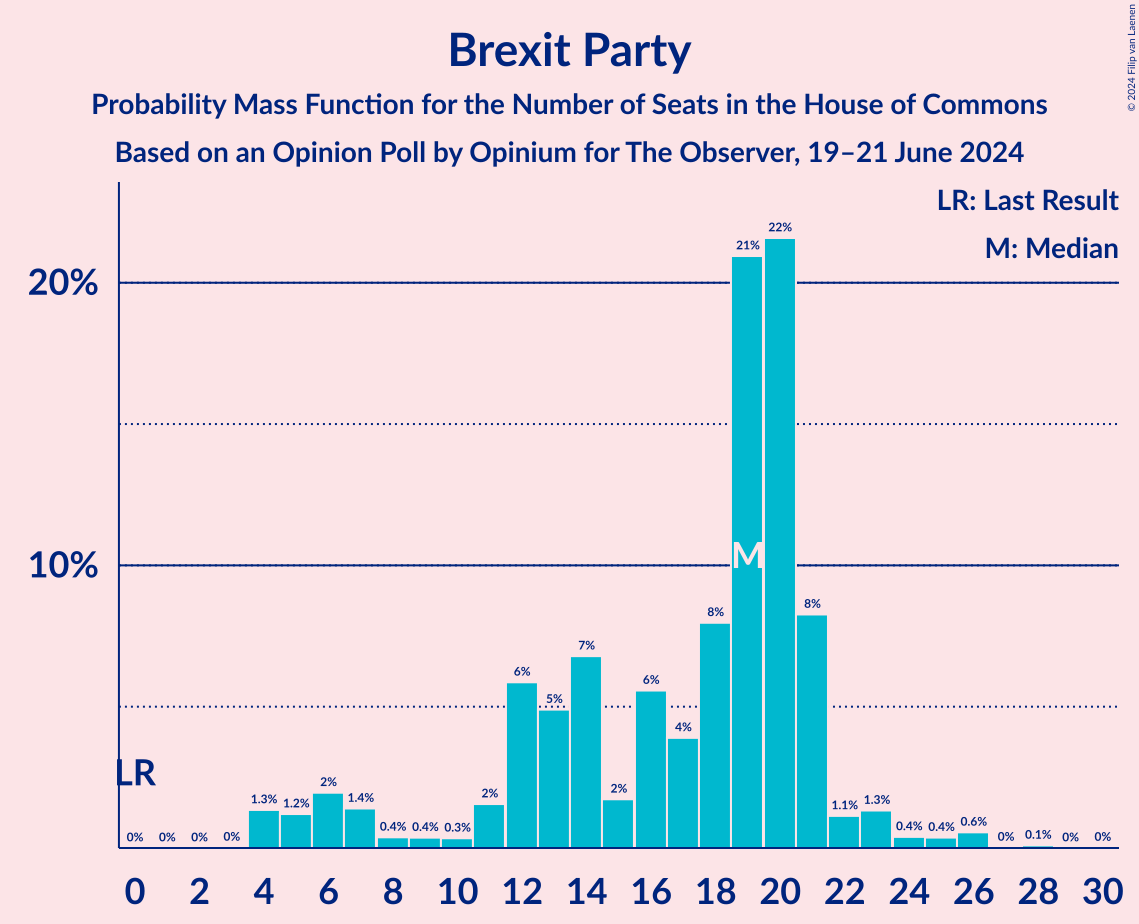 Brexit Party
Probability Mass Function for the Number of Seats in the House of Commons
Based on an Opinion Poll by Opinium for The Observer, 19–21 June 2024
© 2024 Filip van Laenen
LR: Last Result
M: Median
20%
10%
LR
M
0% 0% 0% 0% 1.3% 1.2% 2% 1.4% 0.4% 0.4% 0.3% 2% 6% 5% 7% 2% 6% 4% 8% 21% 22% 8% 1.1% 1.3% 0.4% 0.4% 0.6% 0% 0.1% 0% 0%
0 2 4 6 8 10 12 14 16 18 20 22 24 26 28 30